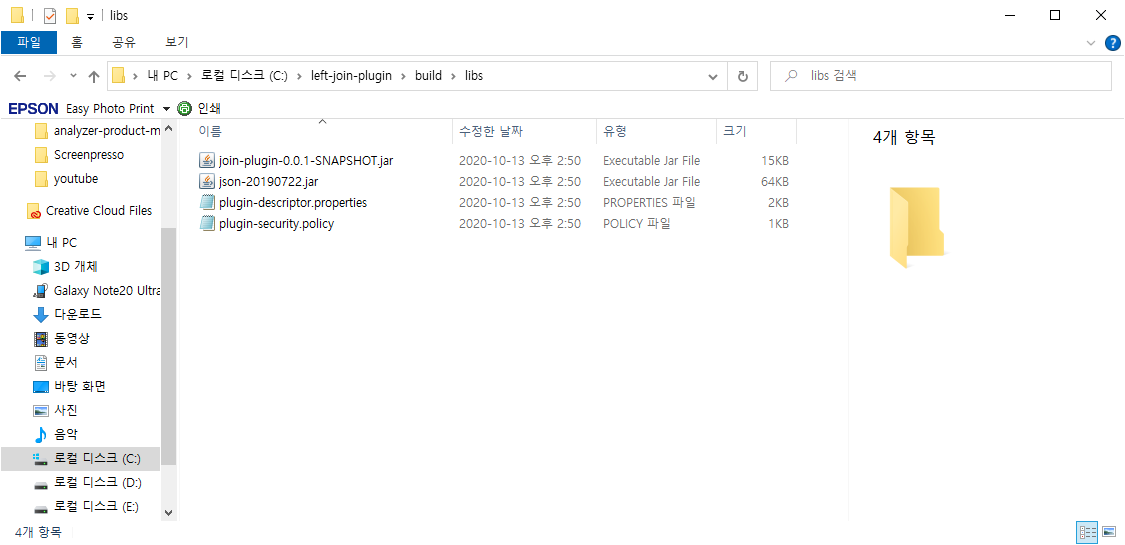 libs
파일 홈 공유 보기
내 PC 로컬 디스크 (C:) left-join-plugin build libs libs 검색
EPSON Easy Photo Print 인쇄
analyzer-product-m
Screenpresso
youtube
Creative Cloud Files
내 PC
3D 개체
Galaxy Note20 Ultra
다운로드
동영상
문서
바탕 화면
사진
음악
로컬 디스크 (C:)
로컬 디스크 (D:)
로컬 디스크 (E:)
이름 수정한 날짜 유형 크기
join-plugin-0.0.1-SNAPSHOT.jar 2020-10-13 오후 2:50 Executable Jar File 15KB
json-20190722.jar 2020-10-13 오후 2:50 Executable Jar File 64KB
plugin-descriptor.properties 2020-10-13 오후 2:50 PROPERTIES 파일 2KB
plugin-security.policy 2020-10-13 오후 2:50 POLICY 파일 1KB
4개 항목
4개 항목